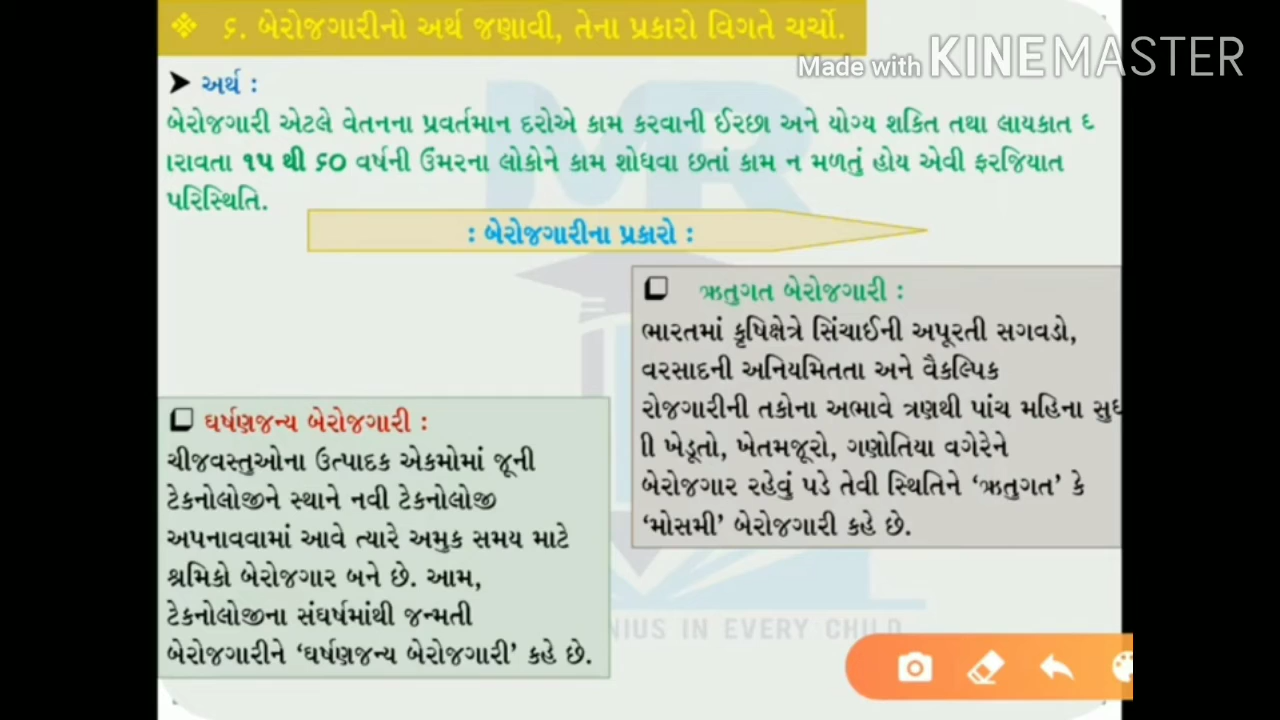 ❖ ૬. બેરોજગારીનો અર્થ જણાવી, તેના પ્રકારો વિગતે ચર્ચો.
Made with KINEMASTER
➤ અર્થ :
બેરોજગારી એટલે વેતનના પ્રવર્તમાન દરોએ કામ કરવાની ઈરછા અને યોગ્ય શકિત તથા લાયકાત ધ
ારાવતા ૧૫ થી ૬૦ વર્ષની ઉંમરના લોકોને કામ શોધવા છતાં કામ ન મળતું હોય એવી ફરજિયાત
પરિસ્થિતિ.
: બેરોજગારીના પ્રકારો :
❑ ઋતુગત બેરોજગારી :
ભારતમાં કૃષિક્ષેત્રે સિંચાઈની અપૂરતી સગવડો,
વરસાદની અનિયમિતતા અને વૈકલ્પિક
રોજગારીની તકોના અભાવે ત્રણથી પાંચ મહિના સુધ
ી ખેડૂતો, ખેતમજૂરો, ગણોતિયા વગેરેને
બેરોજગાર રહેવું પડે તેવી સ્થિતિને ‘ઋતુગત’ કે
‘મોસમી’ બેરોજગારી કહે છે.
❑ ઘર્ષણજન્ય બેરોજગારી :
ચીજવસ્તુઓના ઉત્પાદક એકમોમાં જૂની
ટેકનોલોજીને સ્થાને નવી ટેકનોલોજી
અપનાવવામાં આવે ત્યારે અમુક સમય માટે
શ્રમિકો બેરોજગાર બને છે. આમ,
ટેકનોલોજીના સંઘર્ષમાંથી જન્મતી
બેરોજગારીને ‘ઘર્ષણજન્ય બેરોજગારી’ કહે છે.
MR
NIUS IN EVERY CHILD